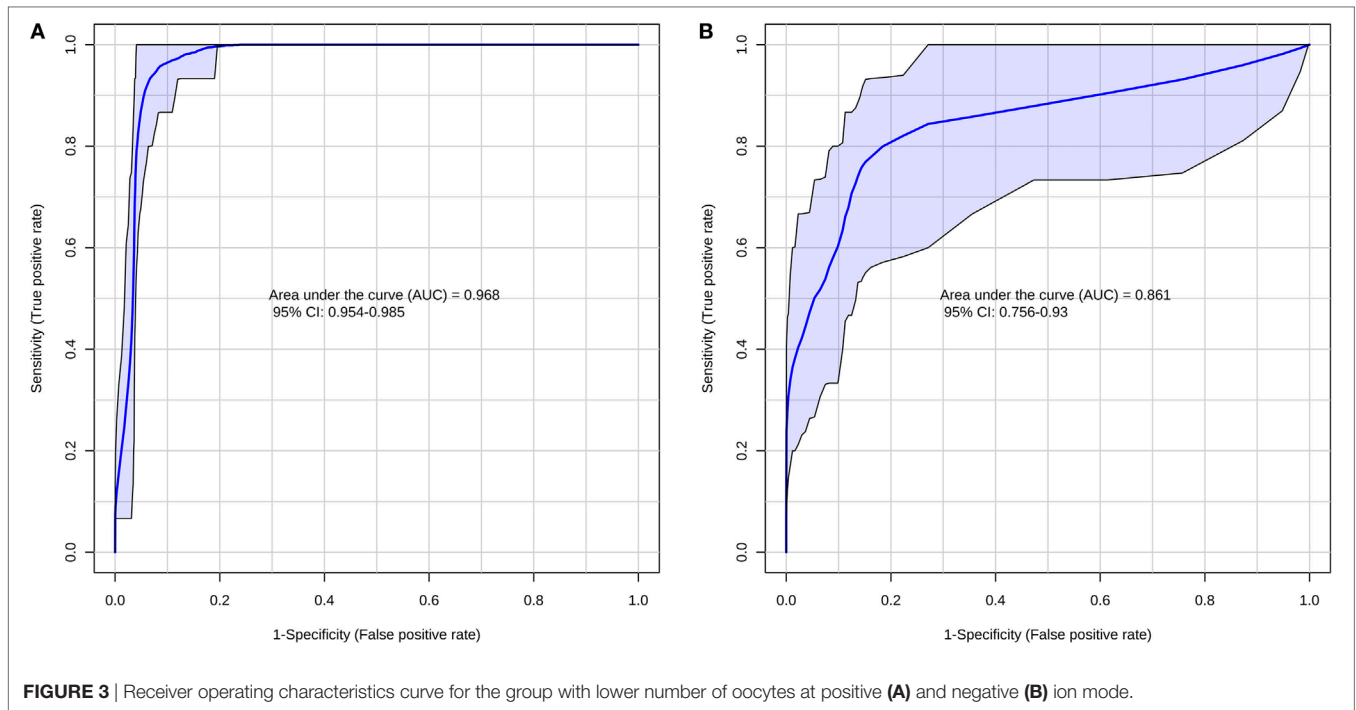 A
1.0
0.8
0.6
0.4
0.2
0.0
Sensitivity (True positive rate)
Area under the curve (AUC) = 0.968
95% CI: 0.954-0.985
0.0 0.2 0.4 0.6 0.8 1.0
1-Specificity (False positive rate)
B
1.0
0.8
0.6
0.4
0.2
0.0
Sensitivity (True positive rate)
Area under the curve (AUC) = 0.861
95% CI: 0.756-0.93
0.0 0.2 0.4 0.6 0.8 1.0
1-Specificity (False positive rate)
FIGURE 3 | Receiver operating characteristics curve for the group with lower number of oocytes at positive (A) and negative (B) ion mode.